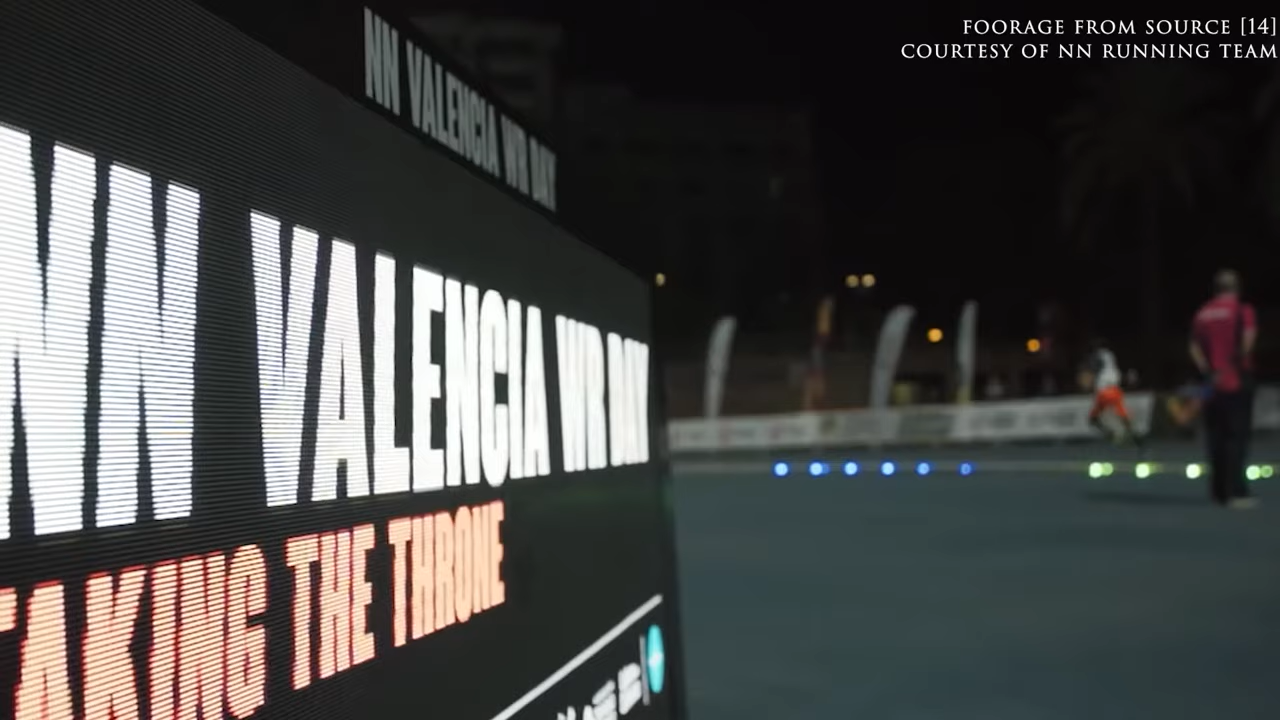 FOORAGE FROM SOURCE [14]
COURTESY OF NN RUNNING TEAM
NN VALENCIA WR DAY
NN VALENCIA WR DAY
TAKING THE THRONE